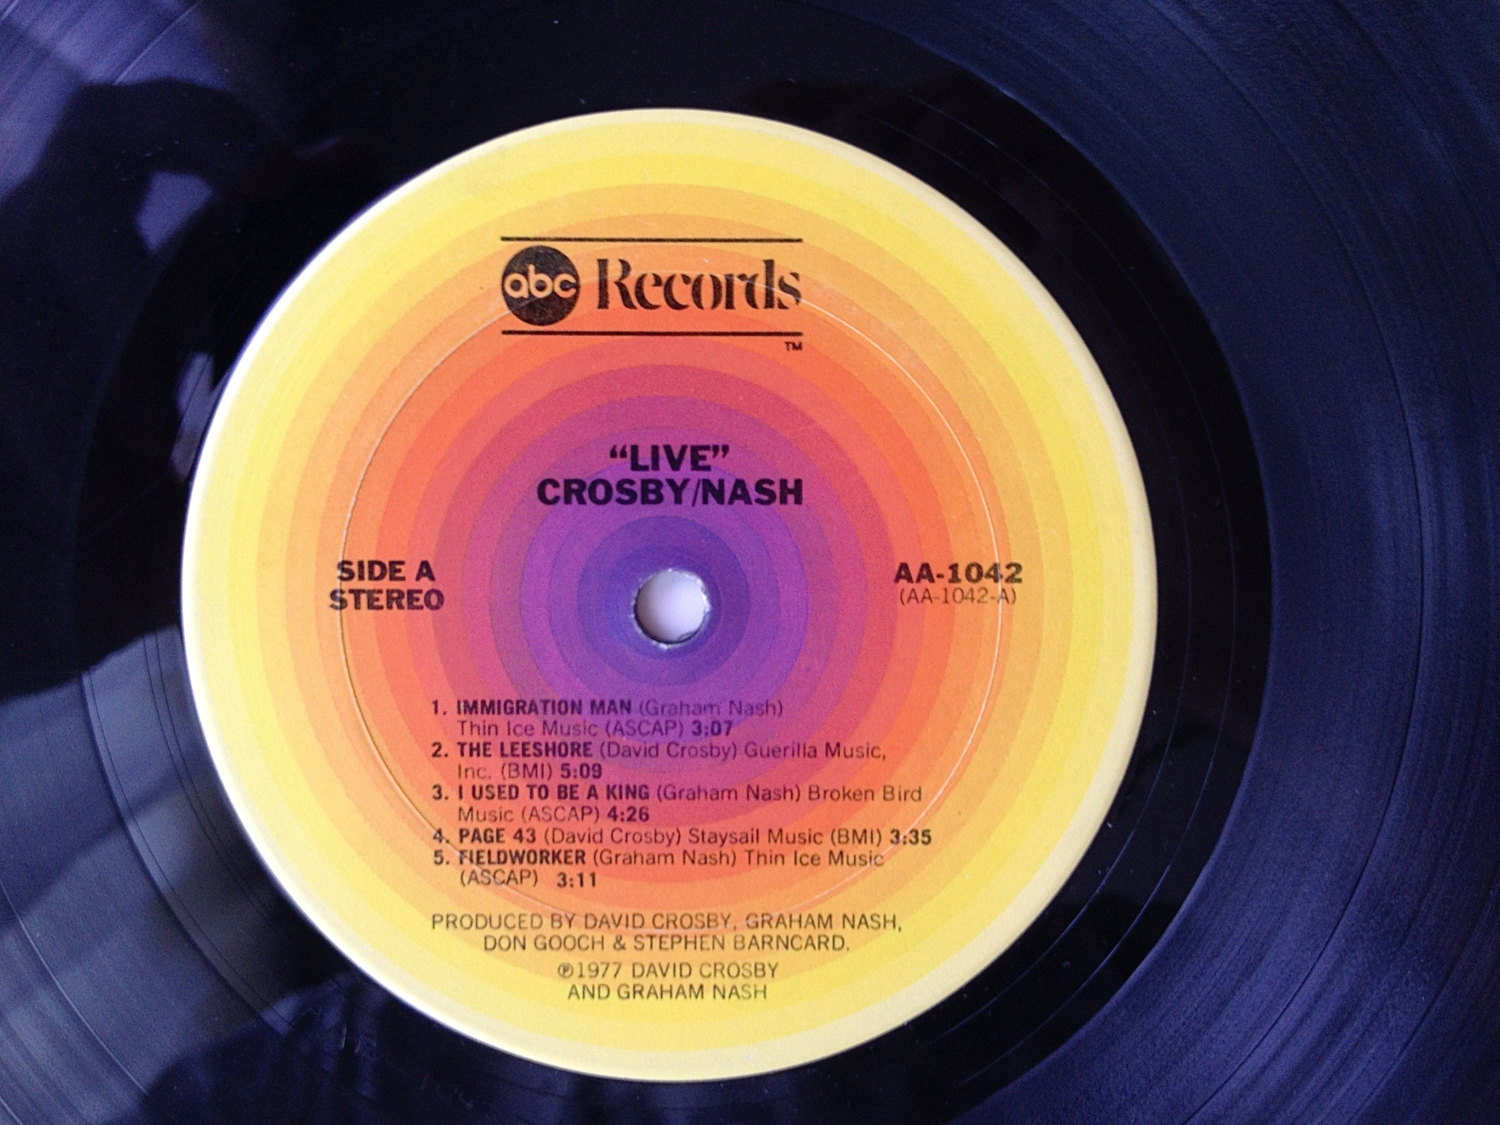 abc Records
TM
“LIVE”
CROSBY/NASH
SIDE A
STEREO
AA-1042
(AA-1042-A)
1. IMMIGRATION MAN (Graham Nash)
Thin Ice Music (ASCAP) 3:07
2. THE LEESHORE (David Crosby) Guerilla Music,
Inc. (BMI) 5:09
3. I USED TO BE A KING (Graham Nash) Broken Bird
Music (ASCAP) 4:26
4. PAGE 43 (David Crosby) Staysail Music (BMI) 3:35
5. FIELDWORKER (Graham Nash) Thin Ice Music
(ASCAP) 3:11
PRODUCED BY DAVID CROSBY, GRAHAM NASH,
DON GOOCH & STEPHEN BARNCARD.
℗1977 DAVID CROSBY
AND GRAHAM NASH